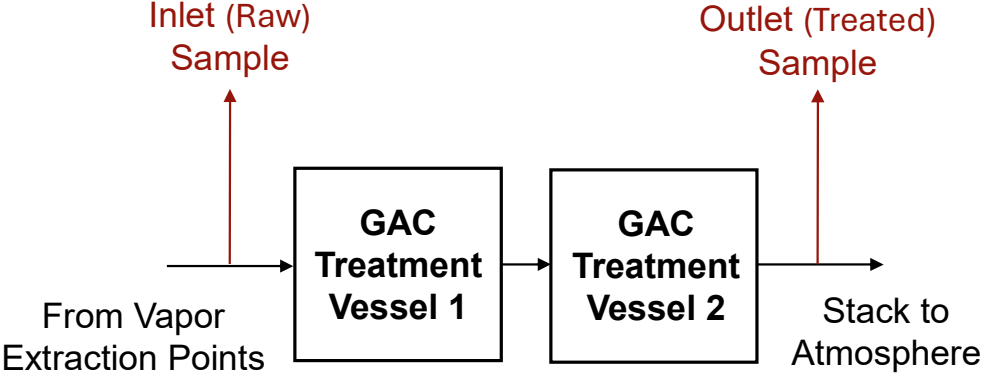 Inlet (Raw)
Sample
Outlet (Treated)
Sample
GAC
Treatment
Vessel 1
GAC
Treatment
Vessel 2
From Vapor
Extraction Points
Stack to
Atmosphere